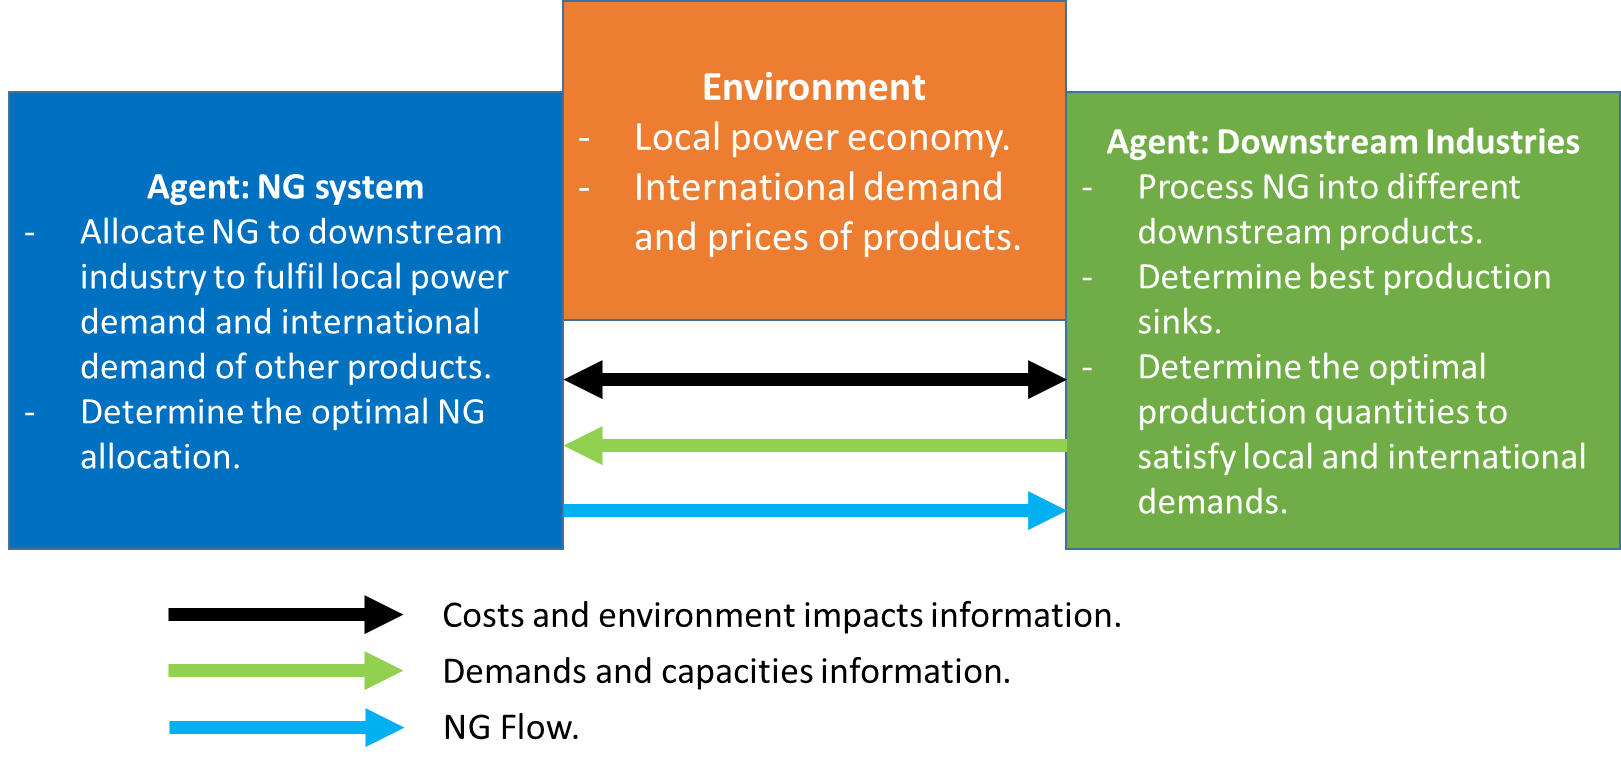 Environment
- Local power economy.
- International demand
and prices of products.
Agent: NG system
- Allocate NG to downstream
industry to fulfil local power
demand and international
demand of other products.
- Determine the optimal NG
allocation.
Agent: Downstream Industries
- Process NG into different
downstream products.
- Determine best production
sinks.
- Determine the optimal
production quantities to
satisfy local and international
demands.
Costs and environment impacts information.
Demands and capacities information.
NG Flow.